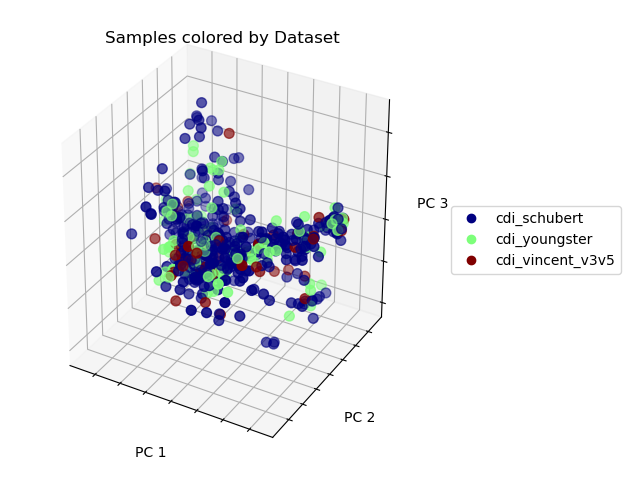 Samples colored by Dataset
PC 3
cdi_schubert
cdi_youngster
cdi_vincent_v3v5
PC 2
PC 1